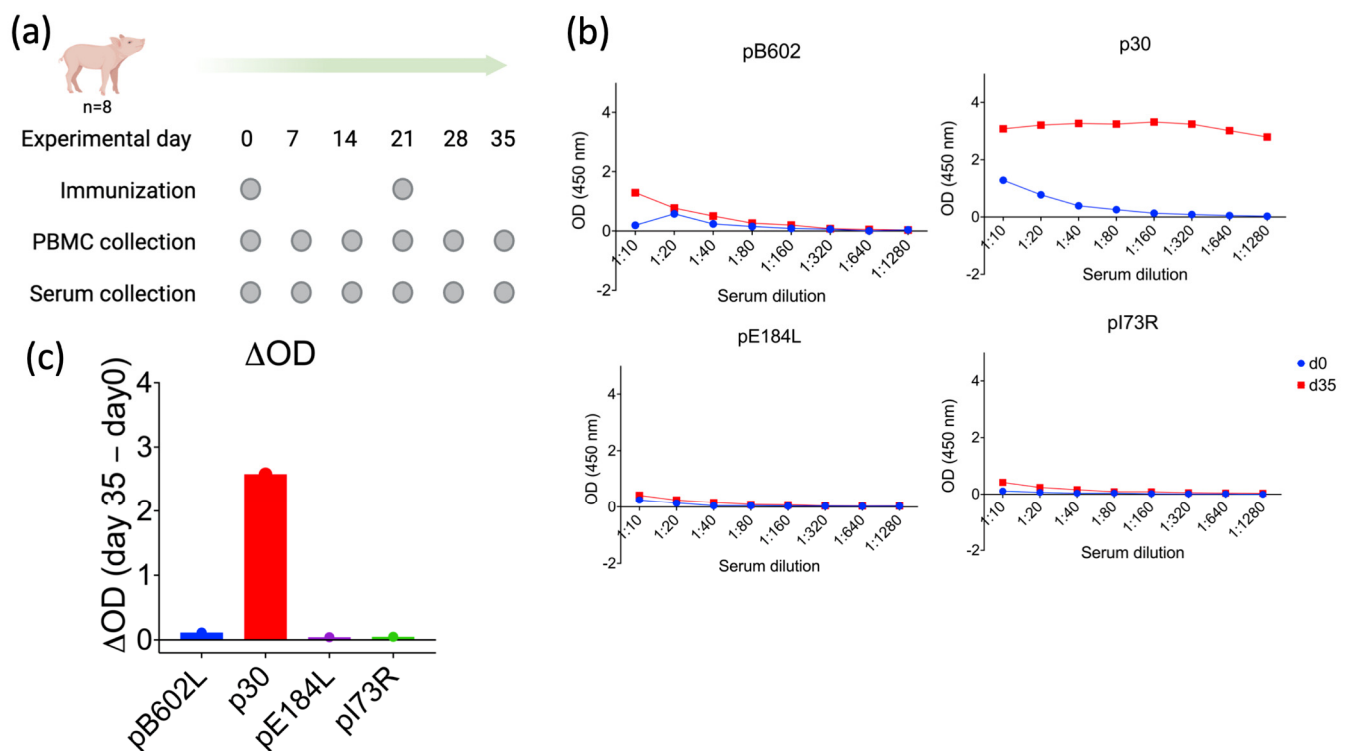 (a)
n=8
Experimental day 0 7 14 21 28 35
Immunization
PBMC collection
Serum collection
(b)
pB602
OD (450 nm)
4
2
0
-2
1:10 1:20 1:40 1:80 1:160 1:320 1:640 1:1280
Serum dilution
p30
OD (450 nm)
4
2
0
-2
1:10 1:20 1:40 1:80 1:160 1:320 1:640 1:1280
Serum dilution
pE184L
OD (450 nm)
4
2
0
-2
1:10 1:20 1:40 1:80 1:160 1:320 1:640 1:1280
Serum dilution
pI73R
OD (450 nm)
4
2
0
-2
1:10 1:20 1:40 1:80 1:160 1:320 1:640 1:1280
Serum dilution
d0
d35
(c)
ΔOD
ΔOD (day 35 – day0)
4
3
2
1
0
pB602L p30 pE184L pI73R